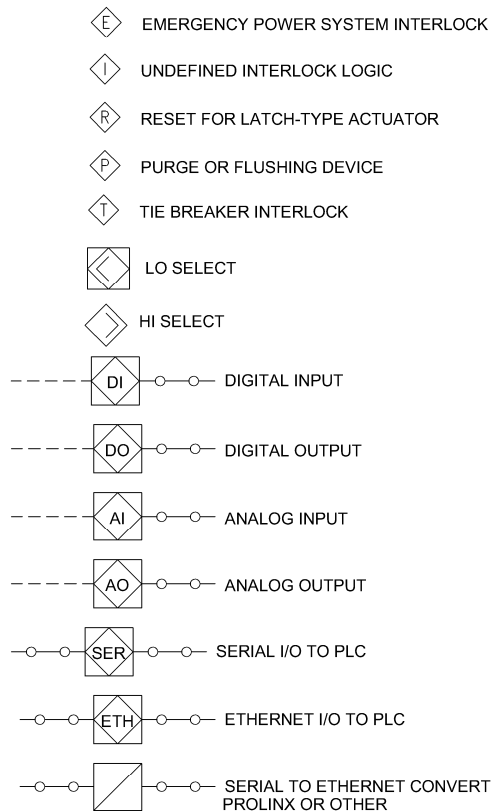 E EMERGENCY POWER SYSTEM INTERLOCK
I UNDEFINED INTERLOCK LOGIC
R RESET FOR LATCH-TYPE ACTUATOR
P PURGE OR FLUSHING DEVICE
T TIE BREAKER INTERLOCK
LO SELECT
HI SELECT
DI DIGITAL INPUT
DO DIGITAL OUTPUT
AI ANALOG INPUT
AO ANALOG OUTPUT
SER SERIAL I/O TO PLC
ETH ETHERNET I/O TO PLC
SERIAL TO ETHERNET CONVERT
PROLINX OR OTHER